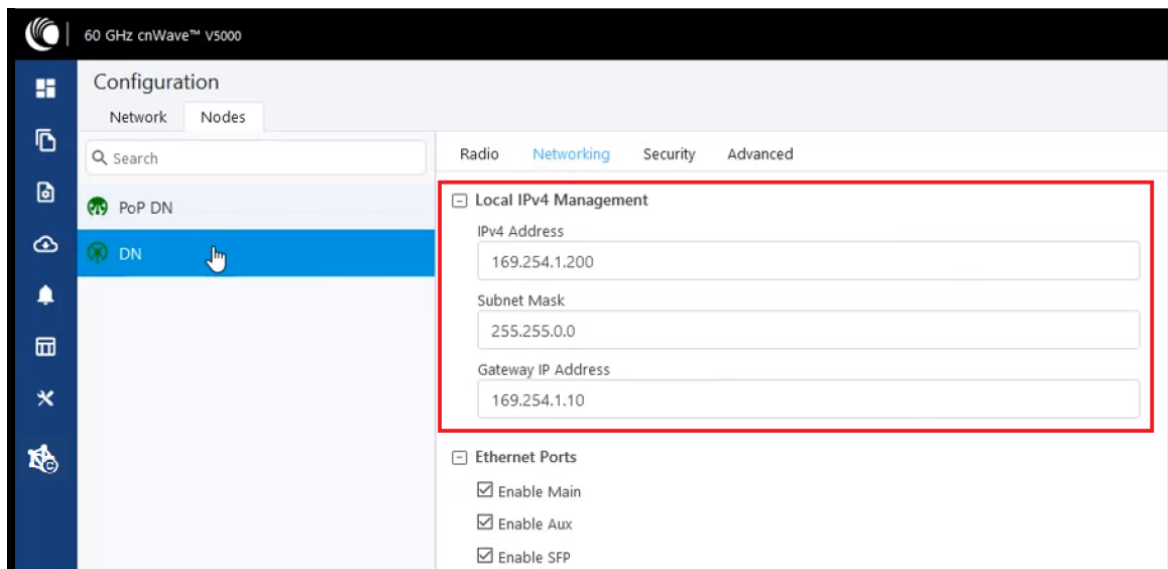 60 GHz cnWave™ V5000
Configuration
Network Nodes
Search
PoP DN
DN
Radio Networking Security Advanced
Local IPv4 Management
IPv4 Address
169.254.1.200
Subnet Mask
255.255.0.0
Gateway IP Address
169.254.1.10
Ethernet Ports
Enable Main
Enable Aux
Enable SFP